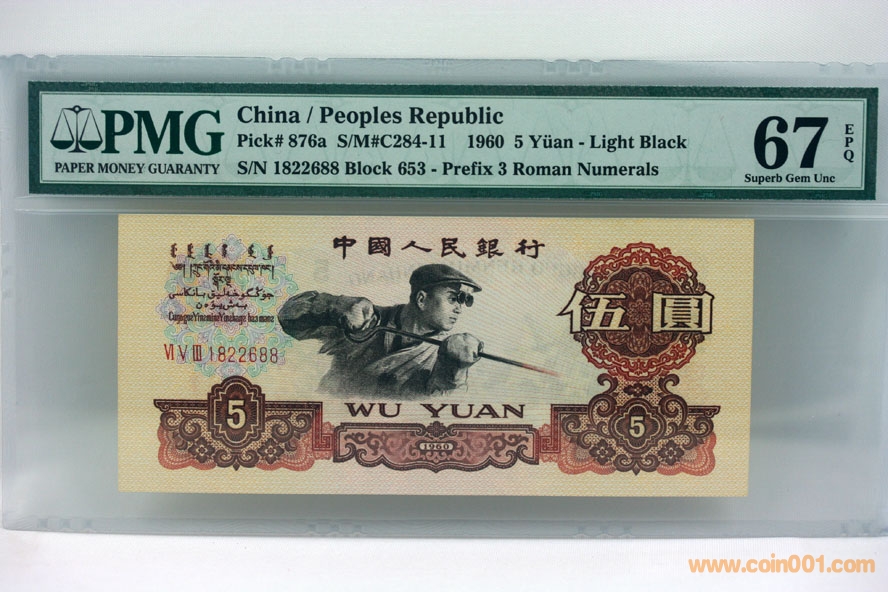 PMG
PAPER MONEY GUARANTY
China / Peoples Republic
Pick# 876a S/M#C284-11 1960 5 Yüan - Light Black
S/N 1822688 Block 653 - Prefix 3 Roman Numerals
67
EPQ
Superb Gem Unc
中國人民銀行
伍圓
VI V III 1822688
5
WU YUAN
1960
5
www.coin001.com